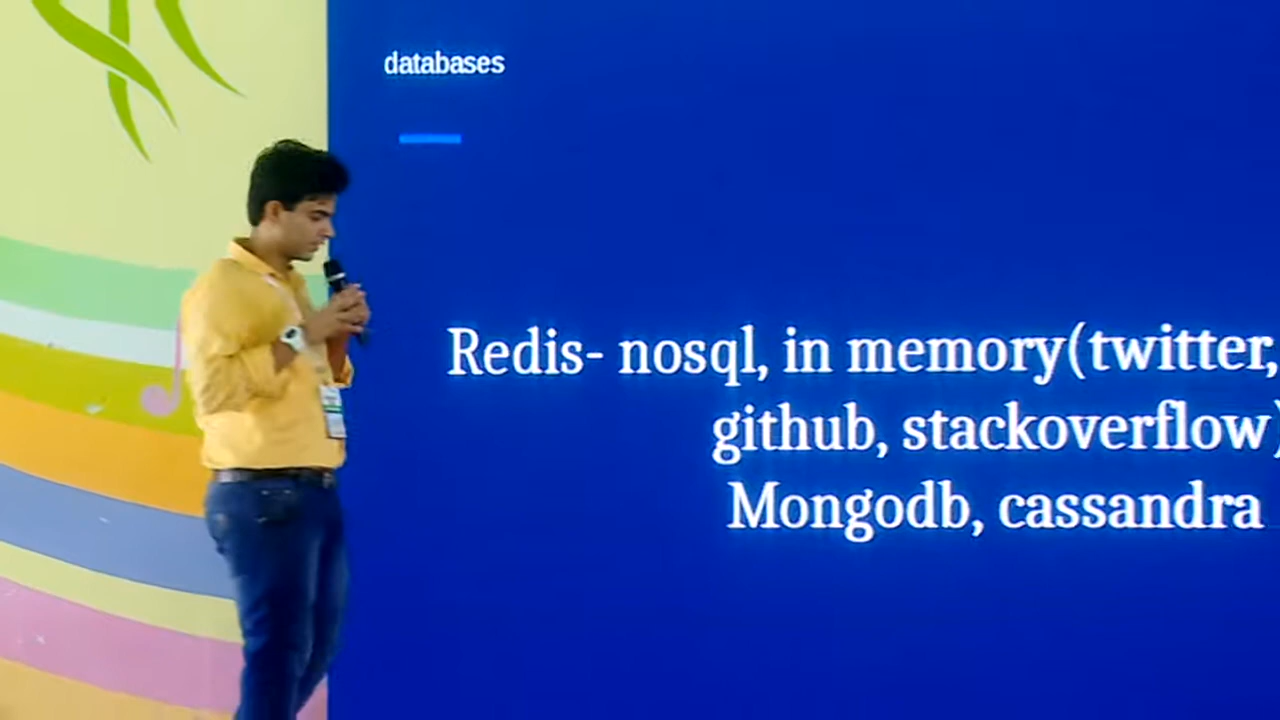 databases
Redis- nosql, in memory(twitter,
github, stackoverflow)
Mongodb, cassandra